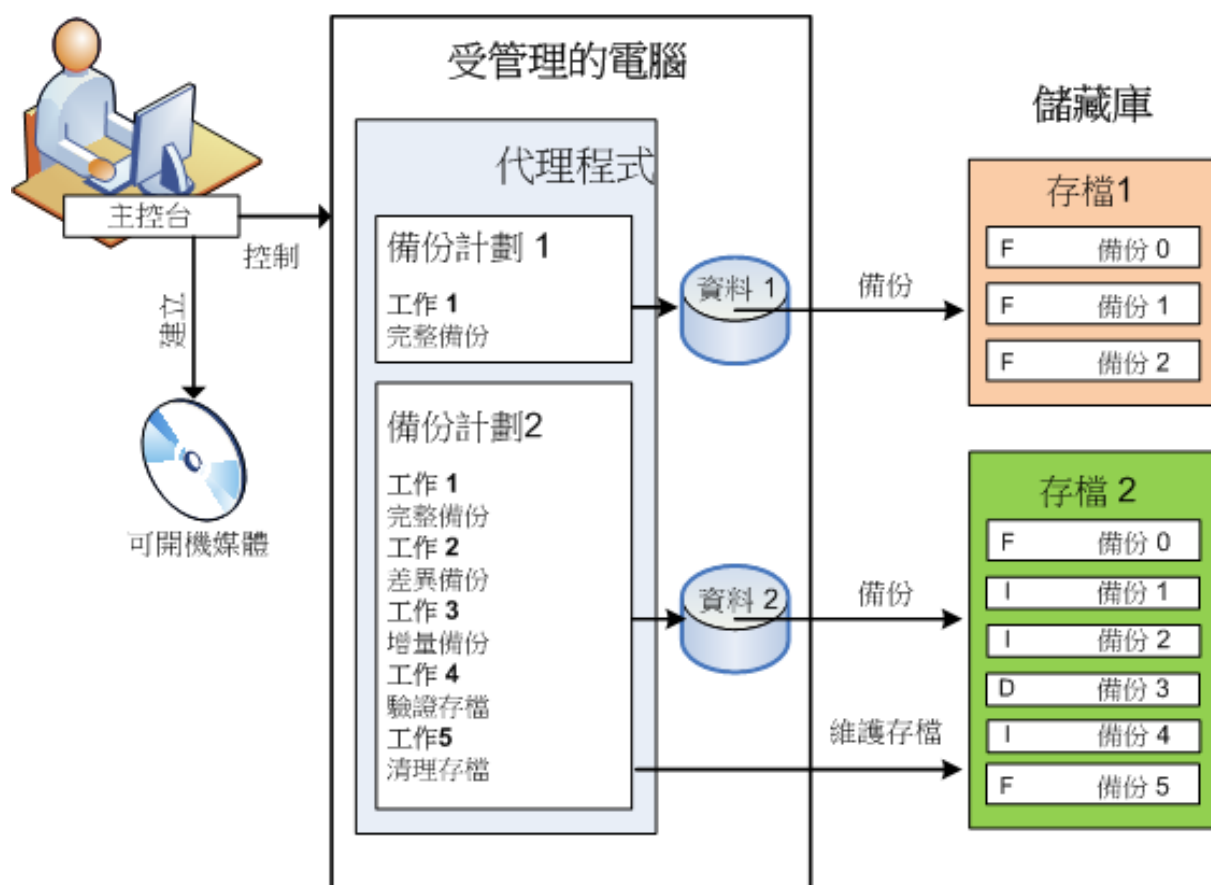 受管理的電腦
儲藏庫
代理程式
主控台
控制
建立
可開機媒體
備份計劃 1
工作 1
完整備份
資料 1
備份
存檔1
F 備份 0
F 備份 1
F 備份 2
備份計劃2
工作 1
完整備份
工作 2
差異備份
工作 3
增量備份
工作 4
驗證存檔
工作5
清理存檔
資料 2
備份
維護存檔
存檔 2
F 備份 0
I 備份 1
I 備份 2
D 備份 3
I 備份 4
F 備份 5